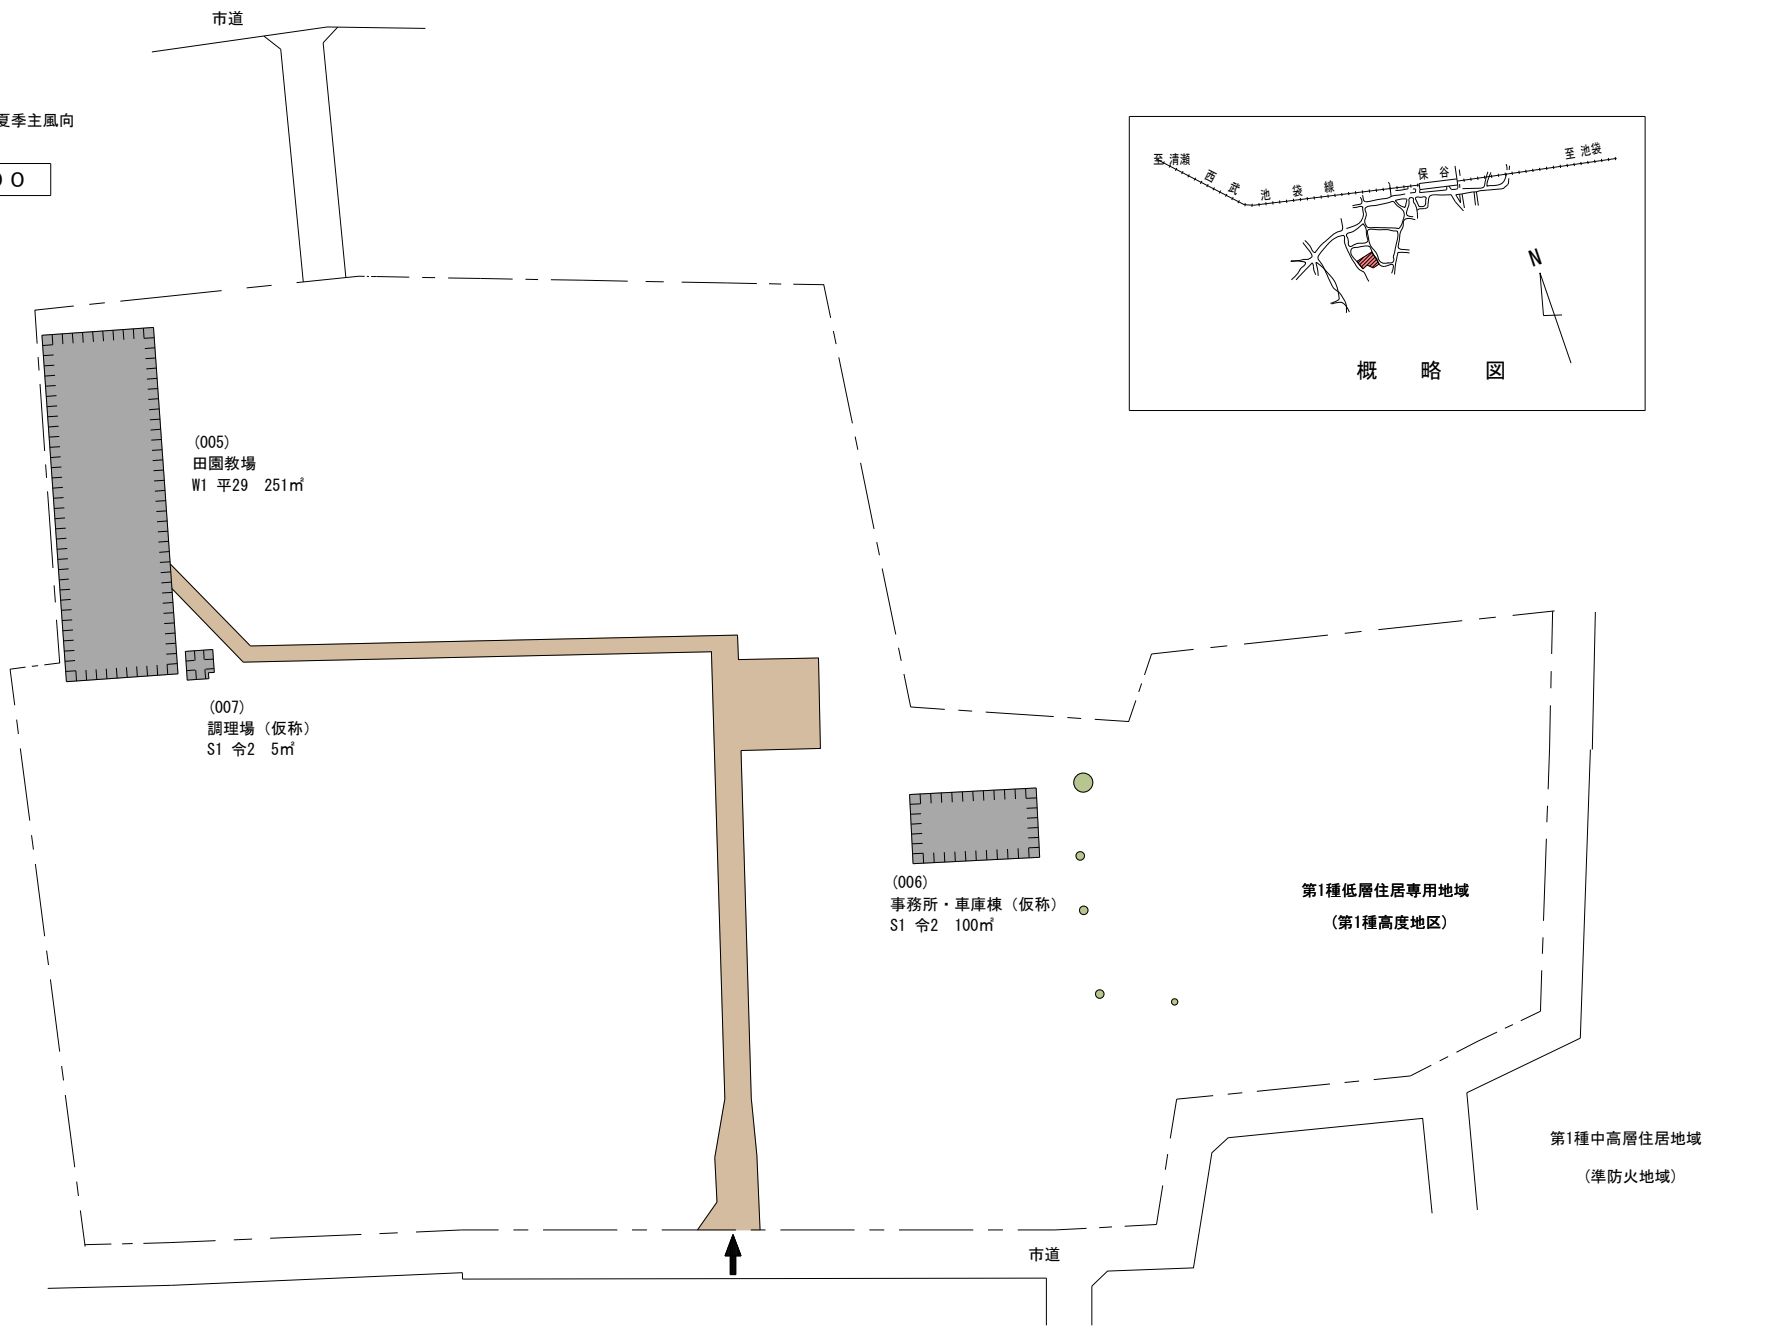 市道
夏季主風向
００
至 清瀬
西武池袋線
保谷
至 池袋
N
概略図
(005)
田園教場
W1 平29 251㎡
(007)
調理場（仮称）
S1 令2 5㎡
(006)
事務所・車庫棟（仮称）
S1 令2 100㎡
第1種低層住居専用地域
(第1種高度地区)
第1種中高層住居地域
(準防火地域)
市道